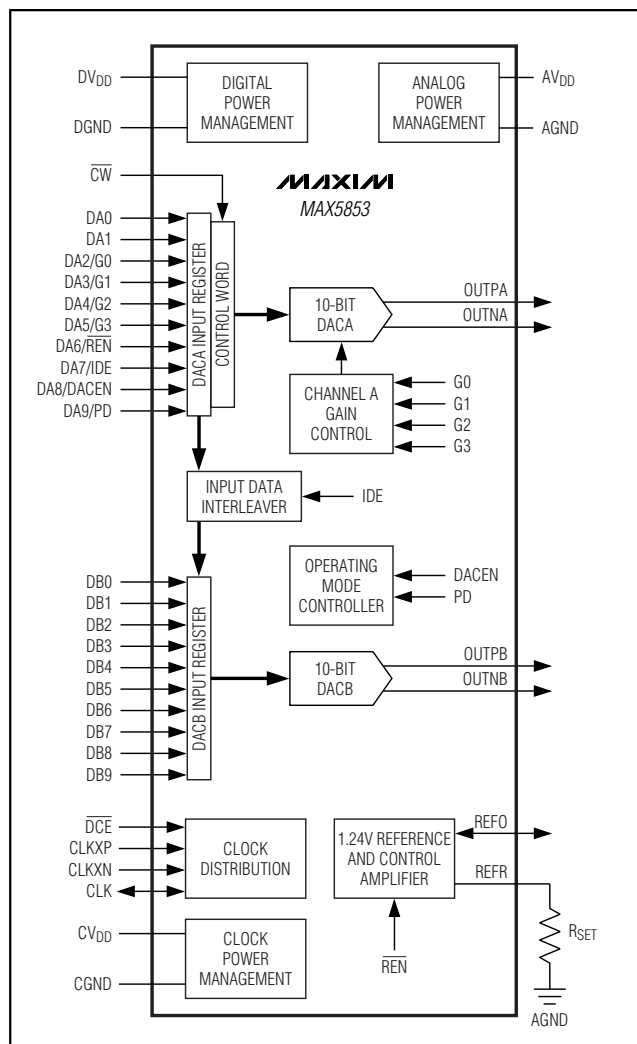 DVDD
DIGITAL
POWER
MANAGEMENT
DGND
ANALOG
POWER
MANAGEMENT
AVDD
AGND
C̅W̅
MAXIM
MAX5853
DA0
DA1
DA2/G0
DA3/G1
DA4/G2
DA5/G3
DA6/R̅E̅N̅
DA7/IDE
DA8/DACEN
DA9/PD
DACA INPUT REGISTER
CONTROL WORD
10-BIT
DACA
OUTPA
OUTNA
CHANNEL A
GAIN
CONTROL
G0
G1
G2
G3
INPUT DATA
INTERLEAVER
IDE
OPERATING
MODE
CONTROLLER
DACEN
PD
DB0
DB1
DB2
DB3
DB4
DB5
DB6
DB7
DB8
DB9
DACB INPUT REGISTER
10-BIT
DACB
OUTPB
OUTNB
D̅C̅E̅
CLKXP
CLKXN
CLK
CLOCK
DISTRIBUTION
1.24V REFERENCE
AND CONTROL
AMPLIFIER
REFO
REFR
R̅E̅N̅
RSET
AGND
CVDD
CGND
CLOCK
POWER
MANAGEMENT